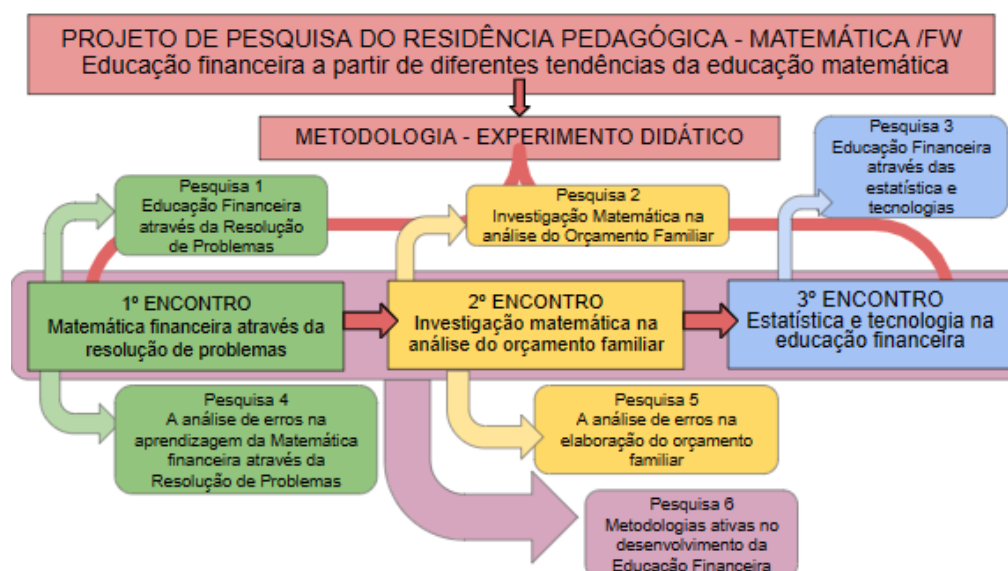 PROJETO DE PESQUISA DO RESIDÊNCIA PEDAGÓGICA - MATEMÁTICA /FW
Educação financeira a partir de diferentes tendências da educação matemática
METODOLOGIA - EXPERIMENTO DIDÁTICO
Pesquisa 3
Educação Financeira
através das
estatística e
tecnologias
Pesquisa 1
Educação Financeira
através da Resolução
de Problemas
Pesquisa 2
Investigação Matemática na
análise do Orçamento Familiar
1º ENCONTRO
Matemática financeira através da
resolução de problemas
2º ENCONTRO
Investigação matemática na
análise do orçamento familiar
3º ENCONTRO
Estatística e tecnologia na
educação financeira
Pesquisa 4
A análise de erros na
aprendizagem da Matemática
financeira através da
Resolução de Problemas
Pesquisa 5
A análise de erros na
elaboração do orçamento
familiar
Pesquisa 6
Metodologias ativas no
desenvolvimento da
Educação Financeira